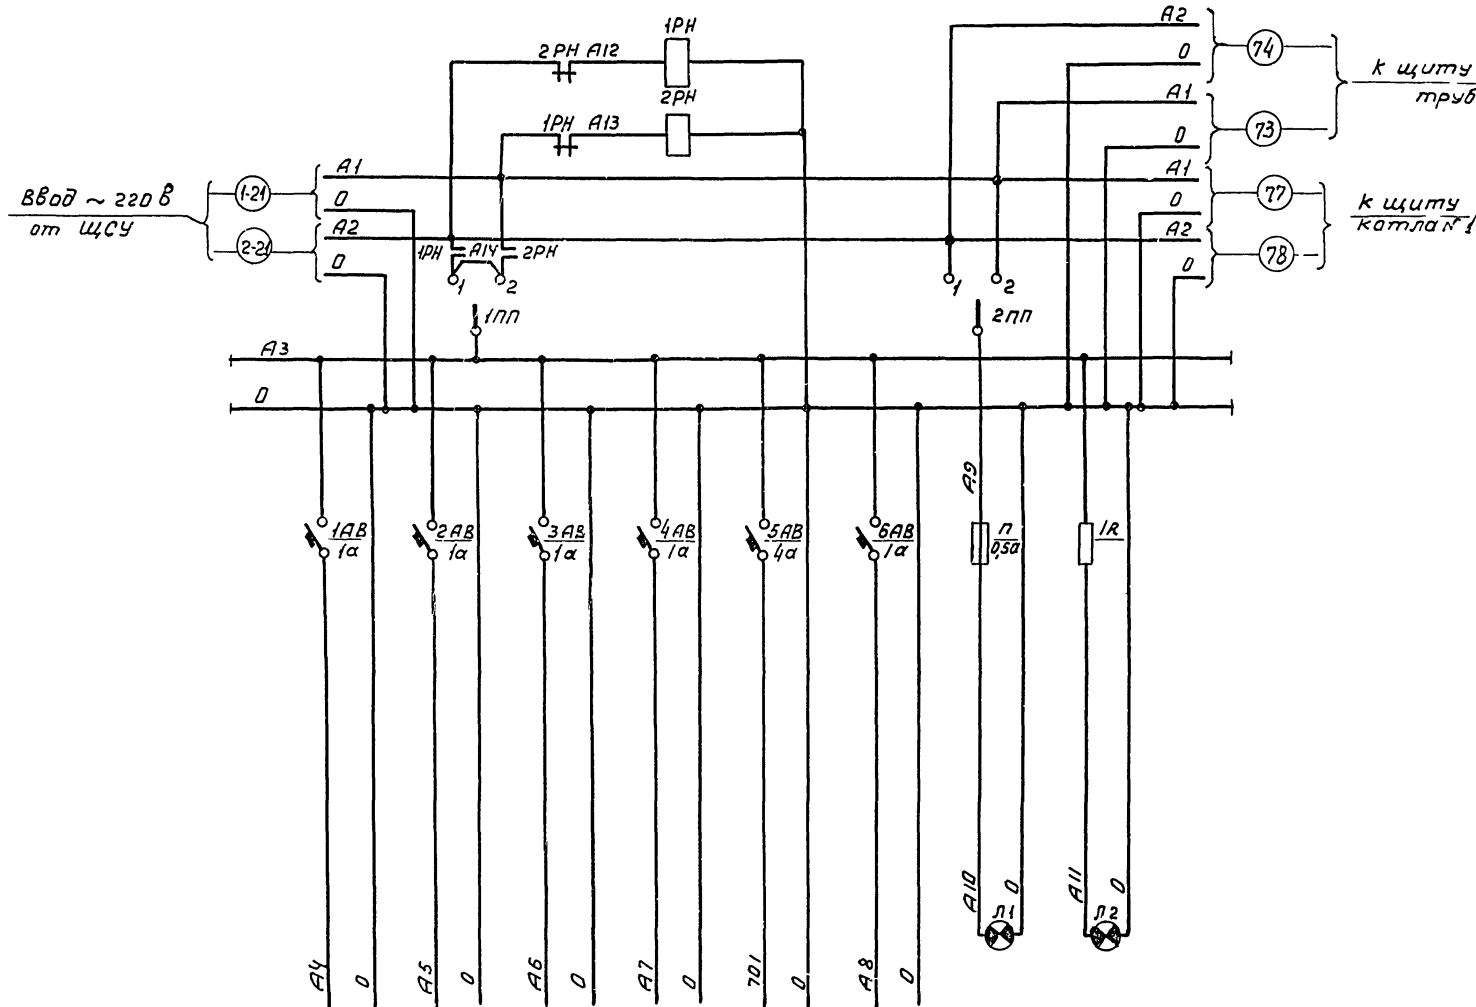 1РН
2РН А12
2РН
1РН А13
А2
0
74
А1
0
73
к щиту
труб
Ввод ~ 220 В
от ЩСУ
1-21
2-21
А1
0
А2
0
1РН
А14
2РН
1
2
1ПП
1
2
2ПП
А1
0
А2
0
77
78
к щиту
котла №1
А3
0
1АВ
1а
2АВ
1а
3АВ
1а
4АВ
1а
5АВ
4а
6АВ
1а
А9
П
0,5а
1R
А10
0
Л1
А11
0
Л2
А4
0
А5
0
А6
0
А7
0
701
0
А8
0